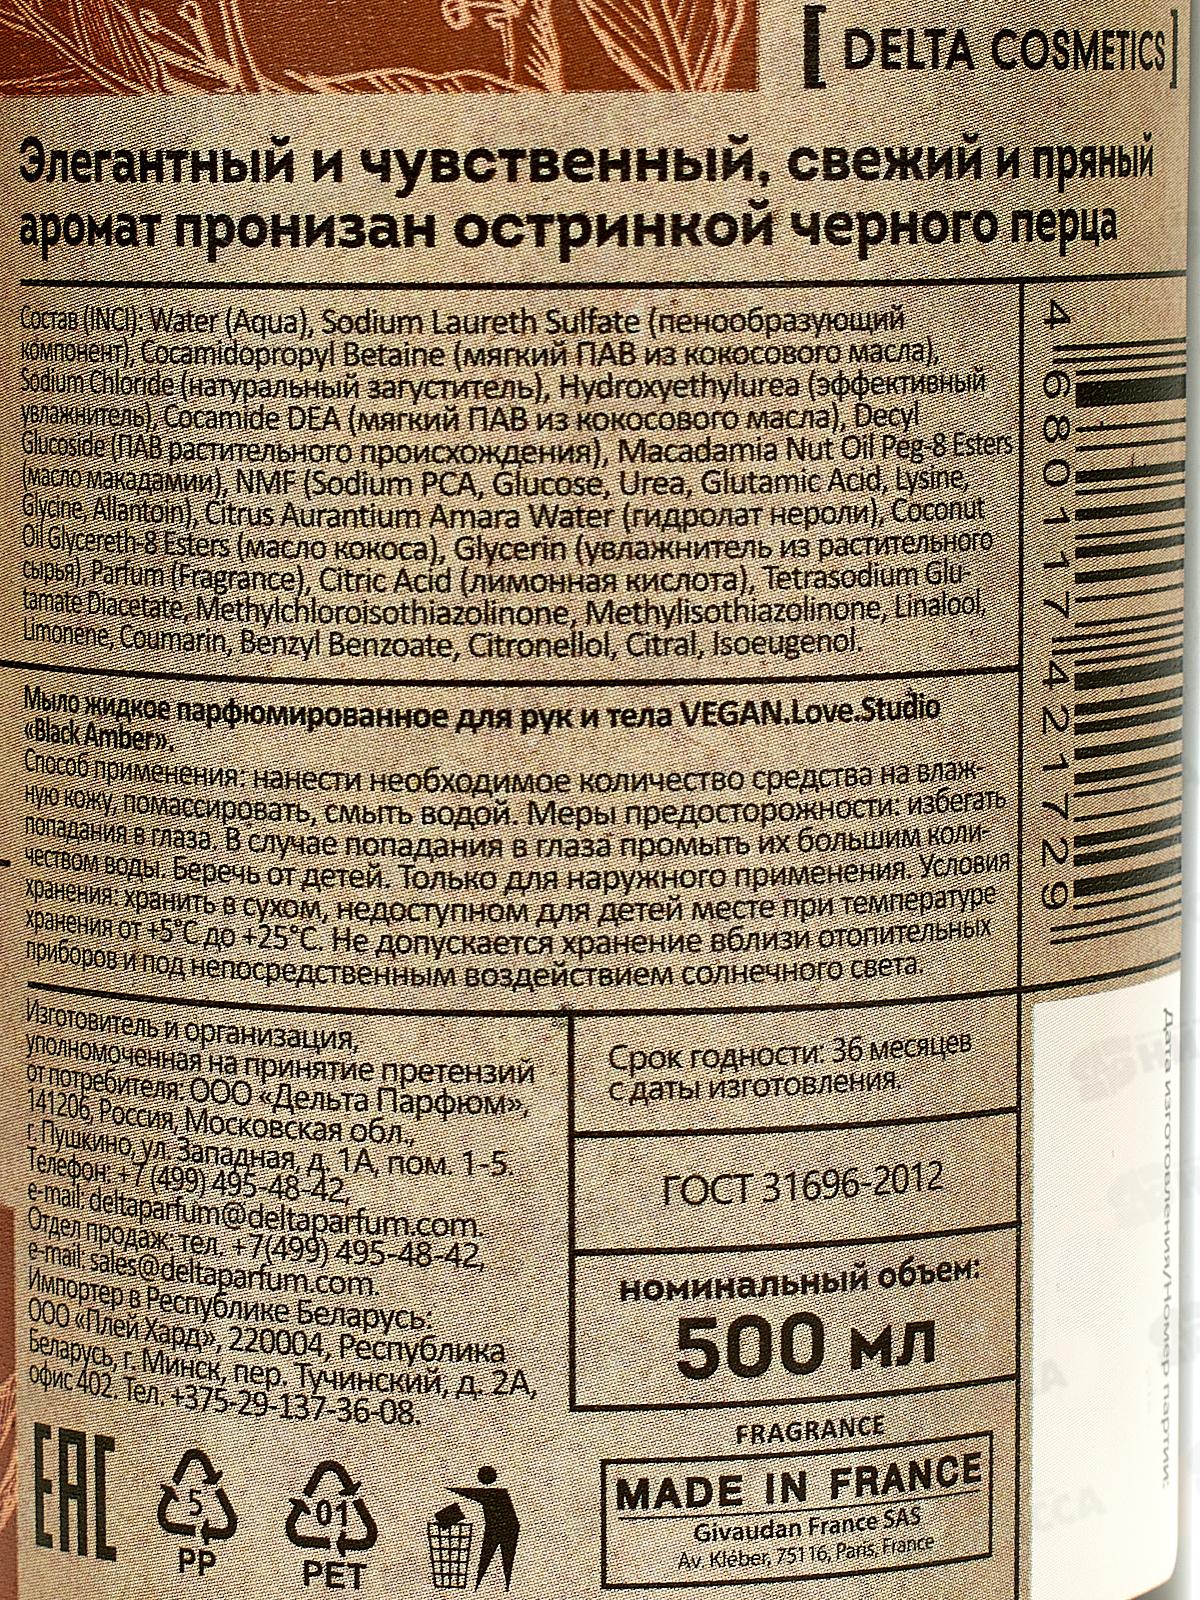 [ DELTA COSMETICS ]
Элегантный и чувственный, свежий и пряный
аромат пронизан остринкой черного перца
Состав (INCI): Water (Aqua), Sodium Laureth Sulfate (пенообразующий
компонент), Cocamidopropyl Betaine (мягкий ПАВ из кокосового масла),
Sodium Chloride (натуральный загуститель), Hydroxyethylurea (эффективный
увлажнитель), Cocamide DEA (мягкий ПАВ из кокосового масла), Decyl
Glucoside (ПАВ растительного происхождения), Macadamia Nut Oil Peg-8 Esters
(масло макадамии), NMF (Sodium PCA, Glucose, Urea, Glutamic Acid, Lysine,
Glycine, Allantoin), Citrus Aurantium Amara Water (гидролат нероли), Coconut
Oil Glycereth-8 Esters (масло кокоса), Glycerin (увлажнитель из растительного
сырья), Parfum (Fragrance), Citric Acid (лимонная кислота), Tetrasodium Glu-
tamate Diacetate, Methylchloroisothiazolinone, Methylisothiazolinone, Linalool,
Limonene, Coumarin, Benzyl Benzoate, Citronellol, Citral, Isoeugenol.
4680117421729
Мыло жидкое парфюмированное для рук и тела VEGAN.Love.Studio
«Black Amber».
Способ применения: нанести необходимое количество средства на влаж-
ную кожу, помассировать, смыть водой. Меры предосторожности: избегать
попадания в глаза. В случае попадания в глаза промыть их большим коли-
чеством воды. Беречь от детей. Только для наружного применения. Условия
хранения: хранить в сухом, недоступном для детей месте при температуре
хранения от +5°C до +25°C. Не допускается хранение вблизи отопительных
приборов и под непосредственным воздействием солнечного света.
Изготовитель и организация,
уполномоченная на принятие претензий
от потребителя: ООО «Дельта Парфюм»,
141206, Россия, Московская обл.,
г. Пушкино, ул. Западная, д. 1А, пом. 1-5.
Телефон: +7 (499) 495-48-42,
e-mail: deltaparfum@deltaparfum.com.
Отдел продаж: тел. +7(499) 495-48-42,
e-mail: sales@deltaparfum.com.
Импортер в Республике Беларусь:
ООО «Плей Хард», 220004, Республика
Беларусь, г. Минск, пер. Тучинский, д. 2А,
офис 402. Тел. +375-29-137-36-08.
Срок годности: 36 месяцев
с даты изготовления.
ГОСТ 31696-2012
номинальный объем:
500 мл
FRAGRANCE
MADE IN FRANCE
Givaudan France SAS
Av. Kléber, 75116, Paris, France
Дата изготовления/Номер партии:
EAC
5
PP
01
PET